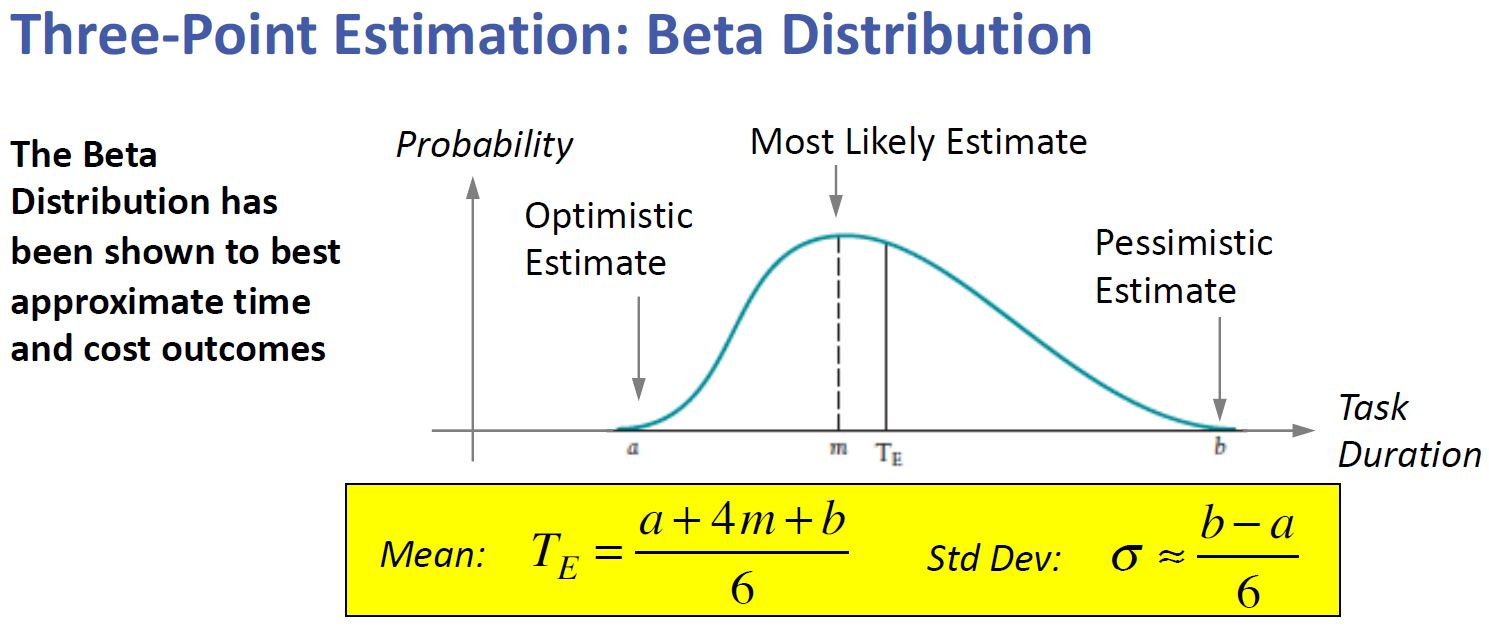 Three-Point Estimation: Beta Distribution
The Beta
Distribution has
been shown to best
approximate time
and cost outcomes
Probability
Most Likely Estimate
Optimistic
Estimate
Pessimistic
Estimate
Task
Duration
a
m
T_E
b
Mean: T_E = (a + 4m + b) / 6
Std Dev: σ ≈ (b − a) / 6